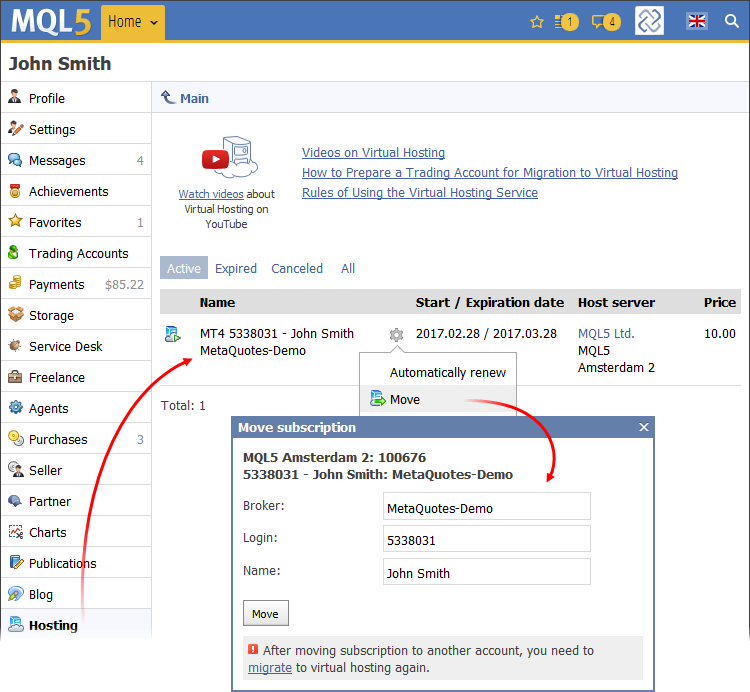 MQL5 Home 1 4
John Smith
Profile
Settings
Messages 4
Achievements
Favorites 1
Trading Accounts
Payments $85.22
Storage
Service Desk
Freelance
Agents
Purchases 3
Seller
Partner
Charts
Publications
Blog
Hosting
Main
Watch videos about
Virtual Hosting on
YouTube
Videos on Virtual Hosting
How to Prepare a Trading Account for Migration to Virtual Hosting
Rules of Using the Virtual Hosting Service
Active Expired Canceled All
Name Start / Expiration date Host server Price
MT4 5338031 - John Smith 2017.02.28 / 2017.03.28 MQL5 Ltd. 10.00
MetaQuotes-Demo MQL5
Amsterdam 2
Automatically renew
Move
Total: 1
Move subscription
MQL5 Amsterdam 2: 100676
5338031 - John Smith: MetaQuotes-Demo
Broker: MetaQuotes-Demo
Login: 5338031
Name: John Smith
Move
After moving subscription to another account, you need to
migrate to virtual hosting again.